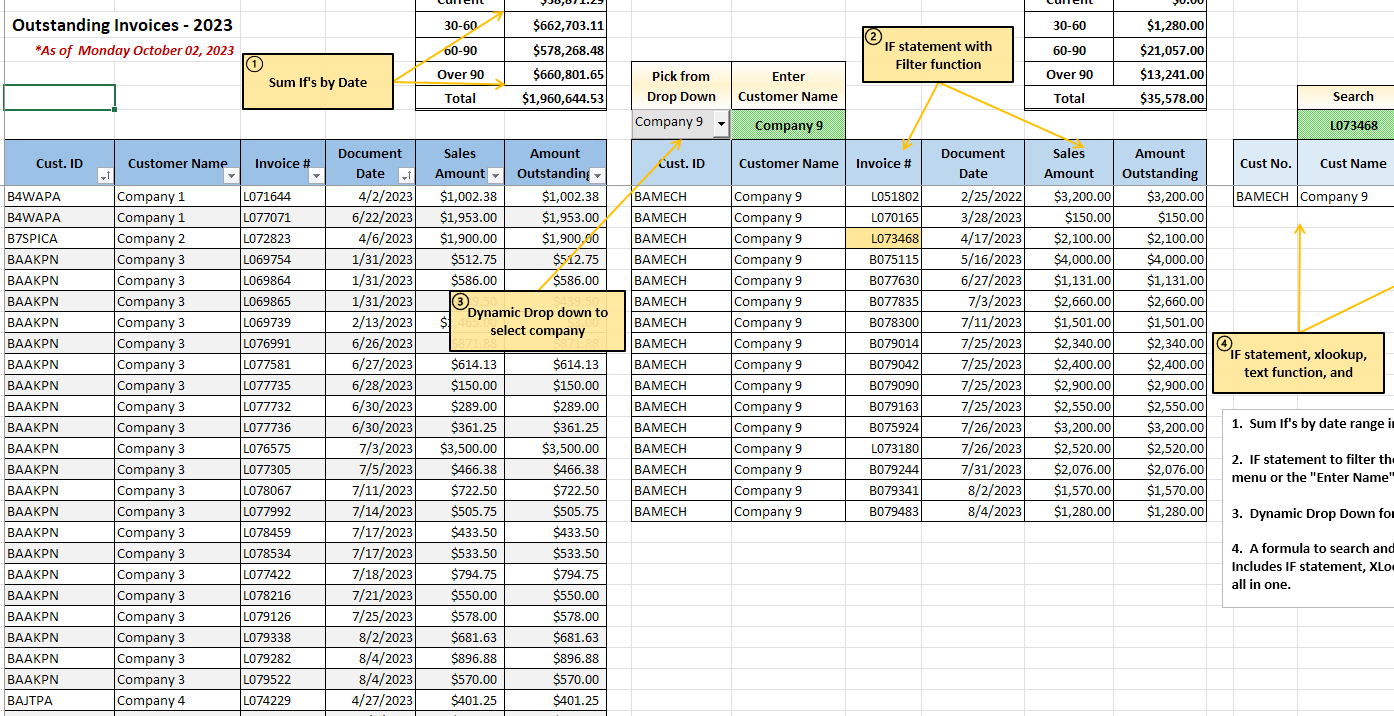 Current $58,871.29 Current $0.00
Outstanding Invoices - 2023 30-60 $662,703.11 30-60 $1,280.00
*As of Monday October 02, 2023 60-90 $578,268.48 60-90 $21,057.00
Over 90 $660,801.65 Over 90 $13,241.00
Total $1,960,644.53 Total $35,578.00
1
Sum If's by Date
2
IF statement with
Filter function
Pick from
Drop Down
Enter
Customer Name
Search
Company 9 Company 9 L073468
Cust. ID Customer Name Invoice # Document Date Sales Amount Amount Outstanding Cust. ID Customer Name Invoice # Document Date Sales Amount Amount Outstanding Cust No. Cust Name
B4WAPA Company 1 L071644 4/2/2023 $1,002.38 $1,002.38 BAMECH Company 9 L051802 2/25/2022 $3,200.00 $3,200.00 BAMECH Company 9
B4WAPA Company 1 L077071 6/22/2023 $1,953.00 $1,953.00 BAMECH Company 9 L070165 3/28/2023 $150.00 $150.00
B7SPICA Company 2 L072823 4/6/2023 $1,900.00 $1,900.00 BAMECH Company 9 L073468 4/17/2023 $2,100.00 $2,100.00
BAAKPN Company 3 L069754 1/31/2023 $512.75 $512.75 BAMECH Company 9 B075115 5/16/2023 $4,000.00 $4,000.00
BAAKPN Company 3 L069864 1/31/2023 $586.00 $586.00 BAMECH Company 9 B077630 6/27/2023 $1,131.00 $1,131.00
BAAKPN Company 3 L069865 1/31/2023 $439.50 BAMECH Company 9 B077835 7/3/2023 $2,660.00 $2,660.00
BAAKPN Company 3 L069739 2/13/2023 BAMECH Company 9 B078300 7/11/2023 $1,501.00 $1,501.00
BAAKPN Company 3 L076991 6/26/2023 $871.88 $871.88 BAMECH Company 9 B079014 7/25/2023 $2,340.00 $2,340.00
BAAKPN Company 3 L077581 6/27/2023 $614.13 $614.13 BAMECH Company 9 B079042 7/25/2023 $2,400.00 $2,400.00
BAAKPN Company 3 L077735 6/28/2023 $150.00 $150.00 BAMECH Company 9 B079090 7/25/2023 $2,900.00 $2,900.00
BAAKPN Company 3 L077732 6/30/2023 $289.00 $289.00 BAMECH Company 9 B079163 7/25/2023 $2,550.00 $2,550.00
BAAKPN Company 3 L077736 6/30/2023 $361.25 $361.25 BAMECH Company 9 B075924 7/26/2023 $3,200.00 $3,200.00
BAAKPN Company 3 L076575 7/3/2023 $3,500.00 $3,500.00 BAMECH Company 9 L073180 7/26/2023 $2,520.00 $2,520.00
BAAKPN Company 3 L077305 7/5/2023 $466.38 $466.38 BAMECH Company 9 B079244 7/31/2023 $2,076.00 $2,076.00
BAAKPN Company 3 L078067 7/11/2023 $722.50 $722.50 BAMECH Company 9 B079341 8/2/2023 $1,570.00 $1,570.00
BAAKPN Company 3 L077992 7/14/2023 $505.75 $505.75 BAMECH Company 9 B079483 8/4/2023 $1,280.00 $1,280.00
BAAKPN Company 3 L078459 7/17/2023 $433.50 $433.50
BAAKPN Company 3 L078534 7/17/2023 $533.50 $533.50
BAAKPN Company 3 L077422 7/18/2023 $794.75 $794.75
BAAKPN Company 3 L078216 7/21/2023 $550.00 $550.00
BAAKPN Company 3 L079126 7/25/2023 $578.00 $578.00
BAAKPN Company 3 L079338 8/2/2023 $681.63 $681.63
BAAKPN Company 3 L079282 8/4/2023 $896.88 $896.88
BAAKPN Company 3 L079522 8/4/2023 $570.00 $570.00
BAJTPA Company 4 L074229 4/27/2023 $401.25 $401.25
3
Dynamic Drop down to
select company
4
IF statement, xlookup,
text function, and
1. Sum If's by date range
2. IF statement to filter
menu or the "Enter Name"
3. Dynamic Drop Down
4. A formula to search and
Includes IF statement,
all in one.